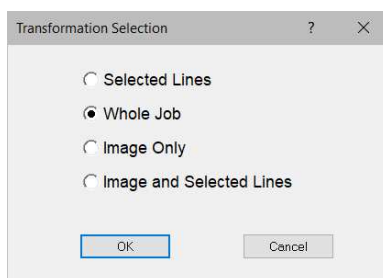 Transformation Selection ?
Selected Lines
Whole Job
Image Only
Image and Selected Lines
OK Cancel